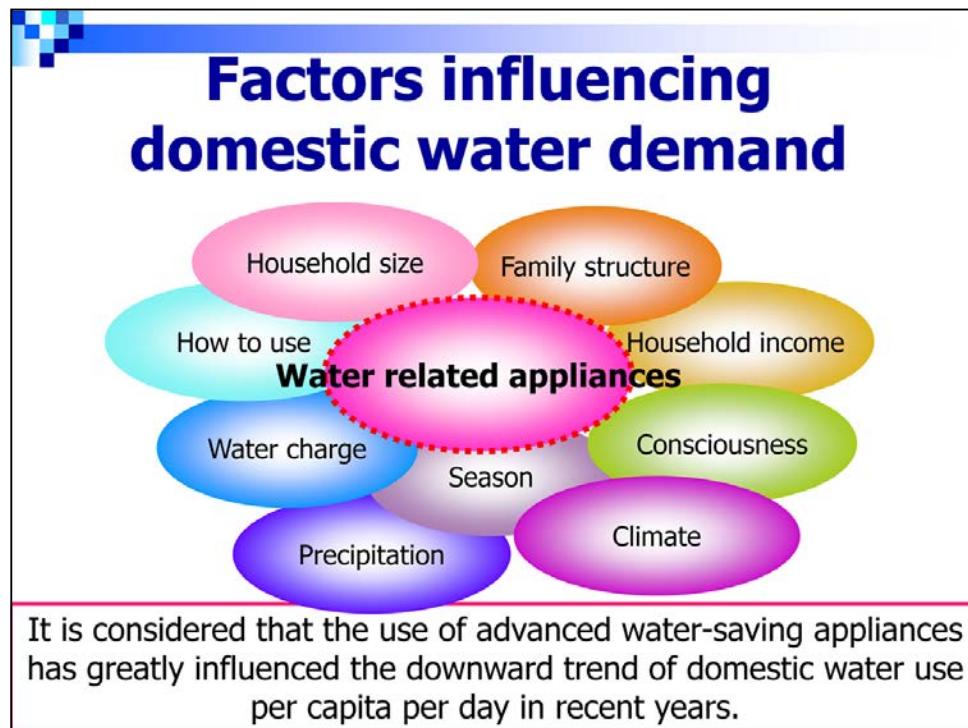 Factors influencing
domestic water demand
Household size
Family structure
How to use
Household income
Water related appliances
Water charge
Consciousness
Season
Climate
Precipitation
It is considered that the use of advanced water-saving appliances
has greatly influenced the downward trend of domestic water use
per capita per day in recent years.